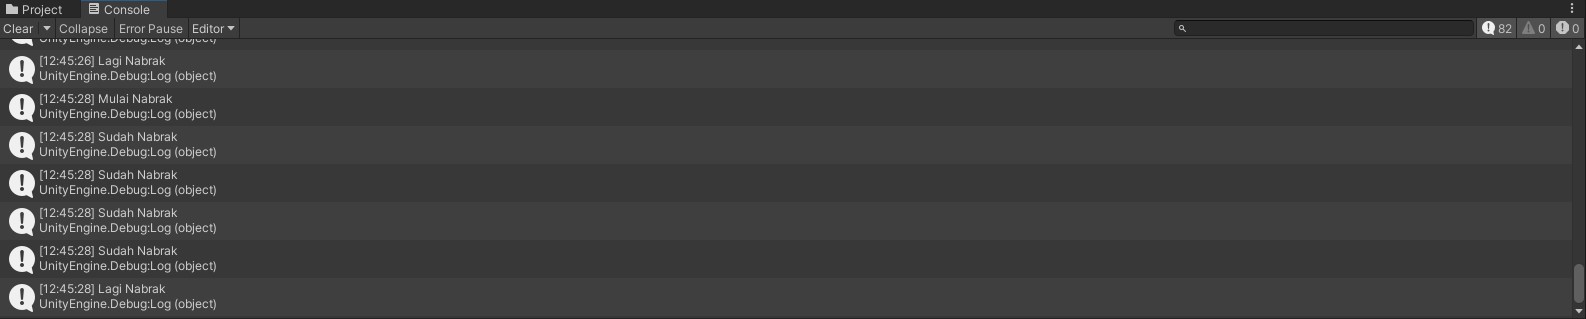 Project
Console
Clear
Collapse
Error Pause
Editor
82
0
0
UnityEngine.Debug:Log (object)
[12:45:26] Lagi Nabrak
UnityEngine.Debug:Log (object)
[12:45:28] Mulai Nabrak
UnityEngine.Debug:Log (object)
[12:45:28] Sudah Nabrak
UnityEngine.Debug:Log (object)
[12:45:28] Sudah Nabrak
UnityEngine.Debug:Log (object)
[12:45:28] Sudah Nabrak
UnityEngine.Debug:Log (object)
[12:45:28] Sudah Nabrak
UnityEngine.Debug:Log (object)
[12:45:28] Lagi Nabrak
UnityEngine.Debug:Log (object)